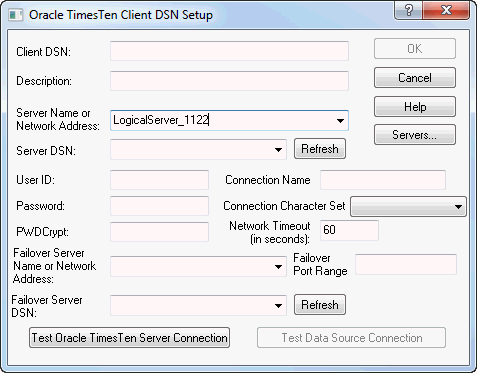 Oracle TimesTen Client DSN Setup
Client DSN:
OK
Description:
Cancel
Help
Server Name or
Network Address:
LogicalServer_1122
Servers...
Server DSN:
Refresh
User ID:
Connection Name
Password:
Connection Character Set
PWDCrypt:
Network Timeout
(in seconds):
60
Failover Server
Name or Network
Address:
Failover
Port Range
Failover Server
DSN:
Refresh
Test Oracle TimesTen Server Connection
Test Data Source Connection